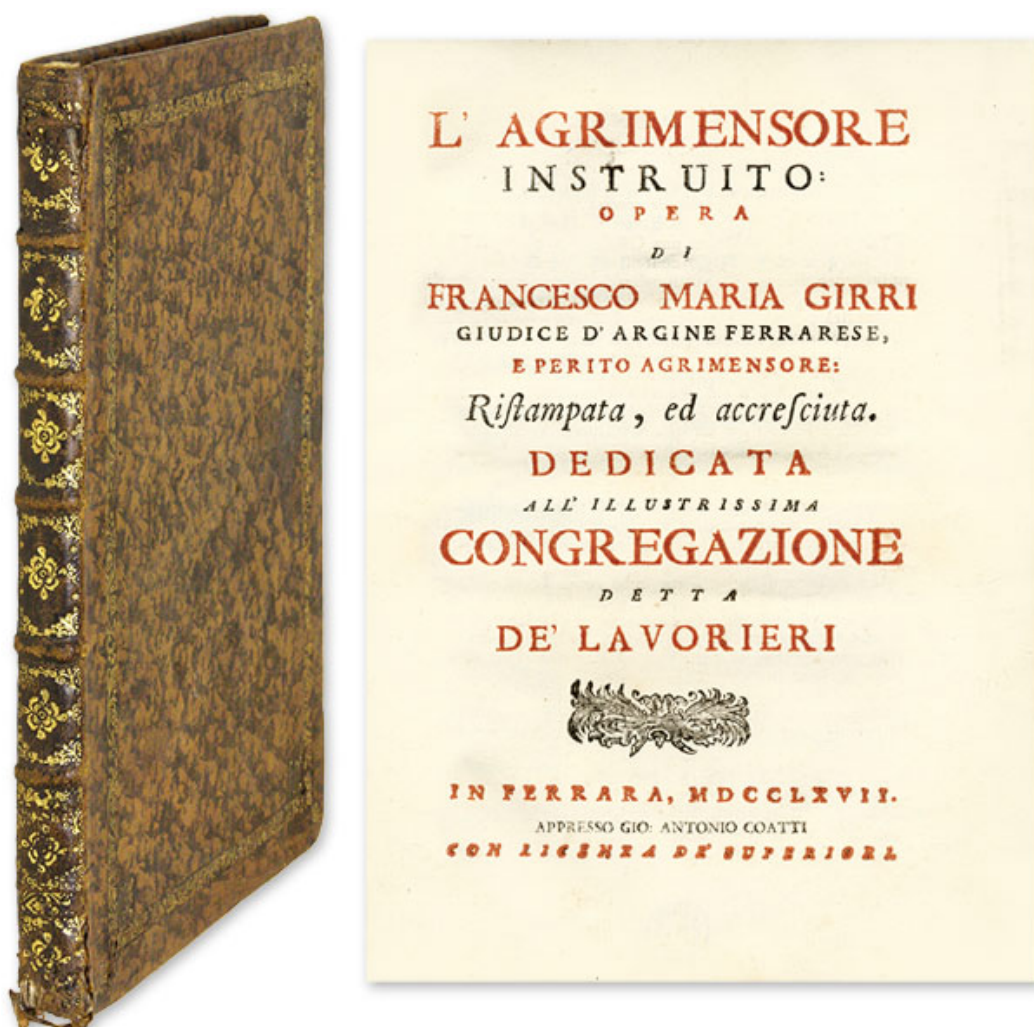 L' AGRIMENSORE
INSTRUITO:
OPERA
DI
FRANCESCO MARIA GIRRI
GIUDICE D' ARGINE FERRARESE,
E PERITO AGRIMENSORE:
Riſtampata, ed accreſciuta.
DEDICATA
ALL' ILLUSTRISSIMA
CONGREGAZIONE
DETTA
DE' LAVORIERI
IN FERRARA, MDCCLXVII.
APPRESSO GIO: ANTONIO COATTI
CON LICENZA DE' SUPERIORI.